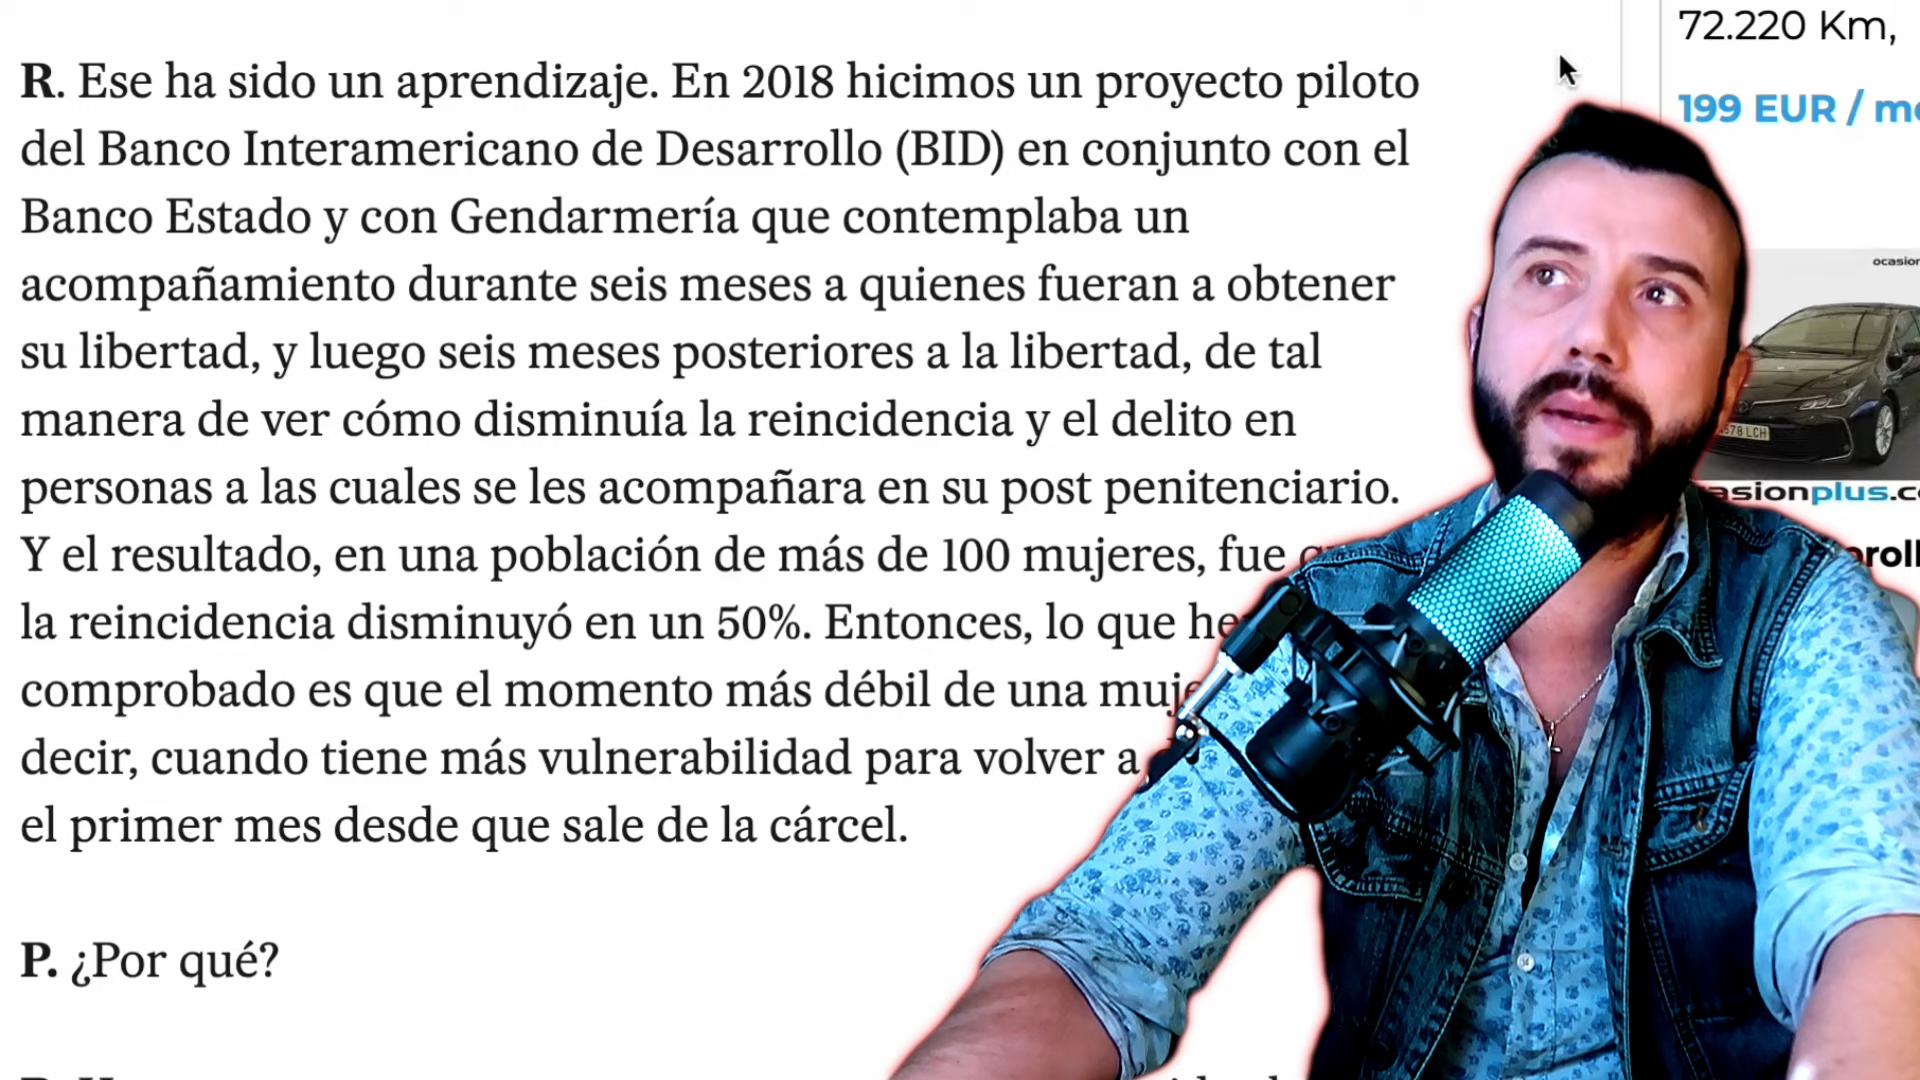 R. Ese ha sido un aprendizaje. En 2018 hicimos un proyecto piloto
del Banco Interamericano de Desarrollo (BID) en conjunto con el
Banco Estado y con Gendarmería que contemplaba un
acompañamiento durante seis meses a quienes fueran a obtener
su libertad, y luego seis meses posteriores a la libertad, de tal
manera de ver cómo disminuía la reincidencia y el delito en
personas a las cuales se les acompañara en su post penitenciario.
Y el resultado, en una población de más de 100 mujeres, fue
la reincidencia disminuyó en un 50%. Entonces, lo que
comprobado es que el momento más débil de una
decir, cuando tiene más vulnerabilidad para volver a
el primer mes desde que sale de la cárcel.
P. ¿Por qué?
72.220 Km,
199 EUR /